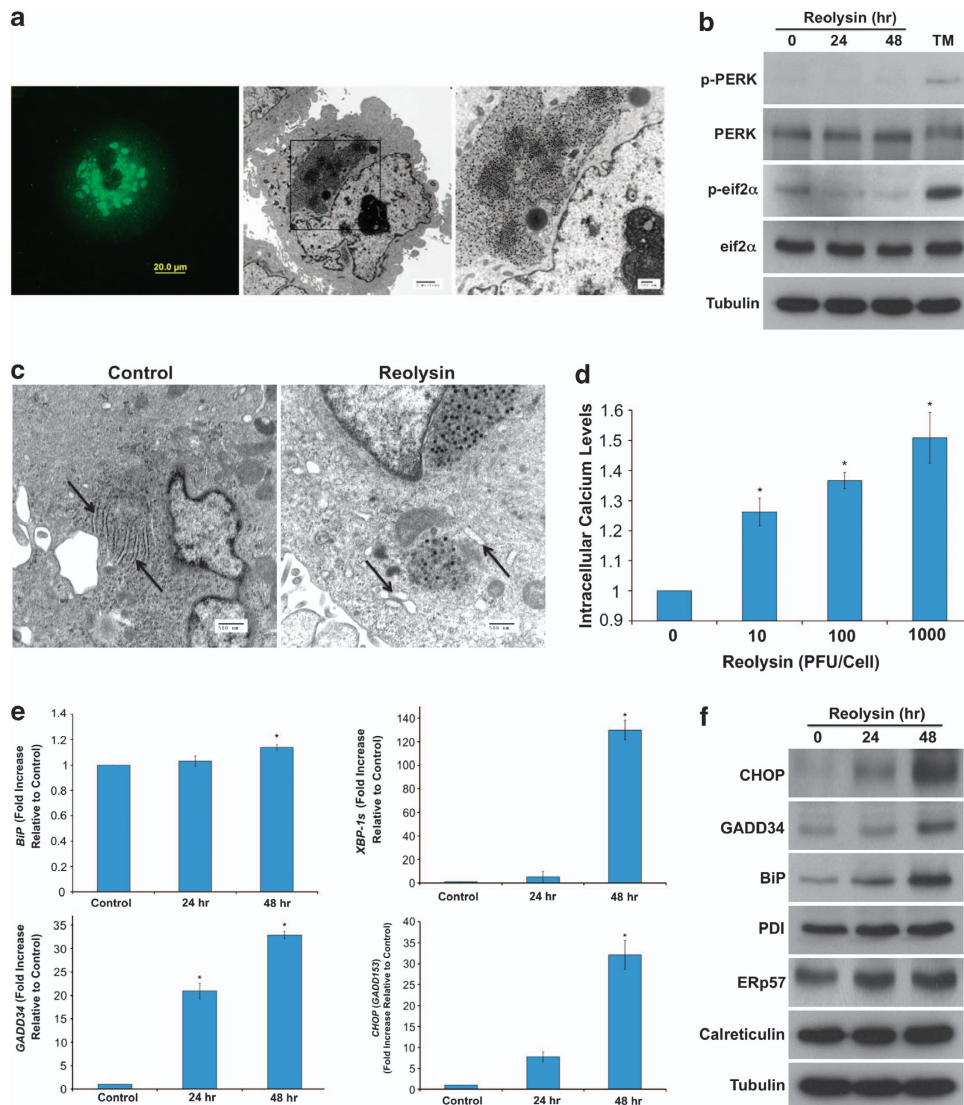 a
20.0 µm
b
Reolysin (hr)
0 24 48 TM
p-PERK
PERK
p-eif2α
eif2α
Tubulin
c
Control
Reolysin
500 nm
500 nm
d
Intracellular Calcium Levels
1.6
1.5
1.4
1.3
1.2
1.1
1
0.9
* * *
0 10 100 1000
Reolysin (PFU/Cell)
e
BiP (Fold Increase
Relative to Control)
1.4
1.2
1
0.8
0.6
0.4
0.2
0
*
Control 24 hr 48 hr
XBP-1s (Fold Increase
Relative to Control)
140
120
100
80
60
40
20
0
*
Control 24 hr 48 hr
GADD34 (Fold Increase
Relative to Control)
35
30
25
20
15
10
5
0
* *
Control 24 hr 48 hr
CHOP (GADD153)
(Fold Increase Relative to Control)
40
35
30
25
20
15
10
5
0
*
Control 24 hr 48 hr
f
Reolysin (hr)
0 24 48
CHOP
GADD34
BiP
PDI
ERp57
Calreticulin
Tubulin